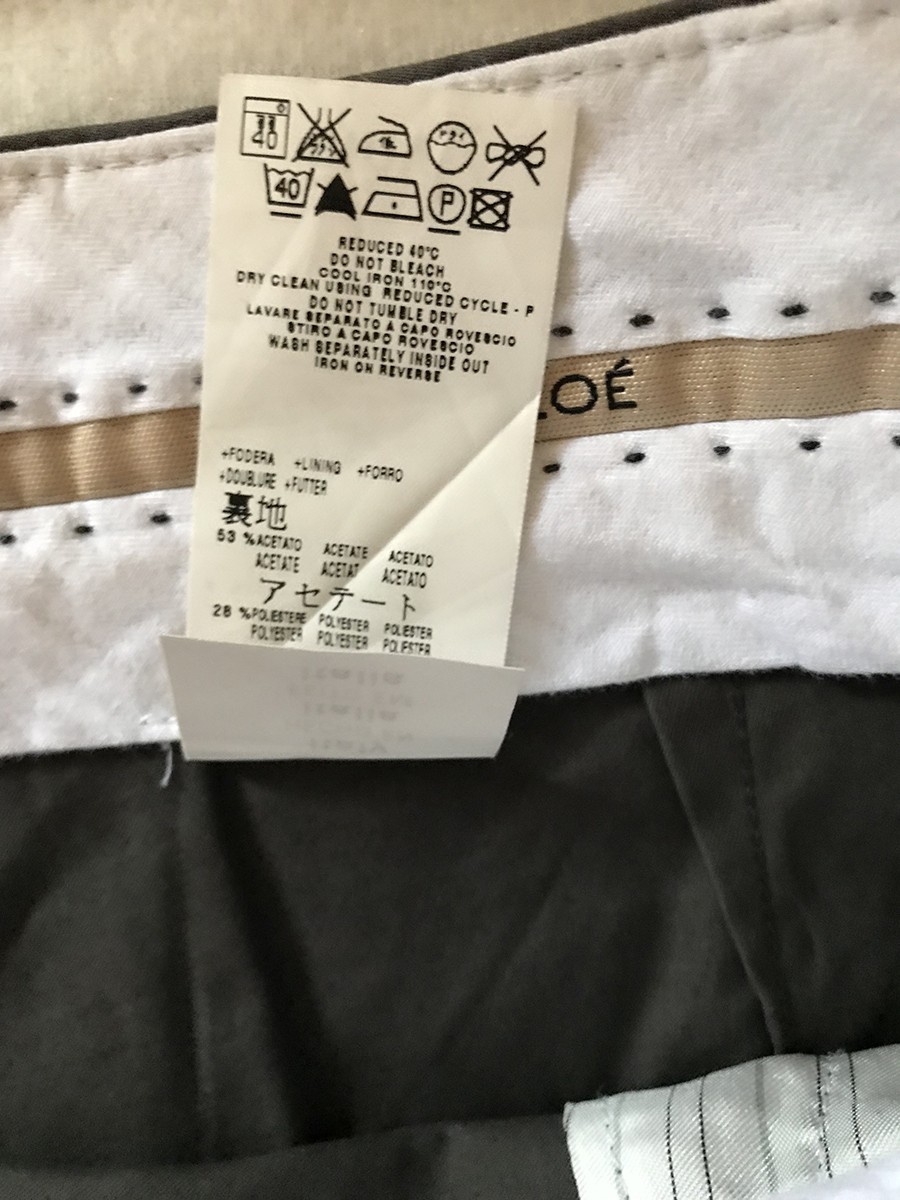 40
40 P
REDUCED 40°C
DO NOT BLEACH
COOL IRON 110°C
DRY CLEAN USING REDUCED CYCLE - P
DO NOT TUMBLE DRY
LAVARE SEPARATO A CAPO ROVESCIO
STIRO A CAPO ROVESCIO
WASH SEPARATELY INSIDE OUT
IRON ON REVERSE
OÉ
+FODERA +LINING +FORRO
+DOUBLURE +FUTTER
裏地
53 %ACETATO ACETATE ACETATO
ACETATE ACETAT ACETATO
アセテート
28 %POLIESTERE POLYESTER POLIESTER
POLYESTER POLYESTER POLIESTER